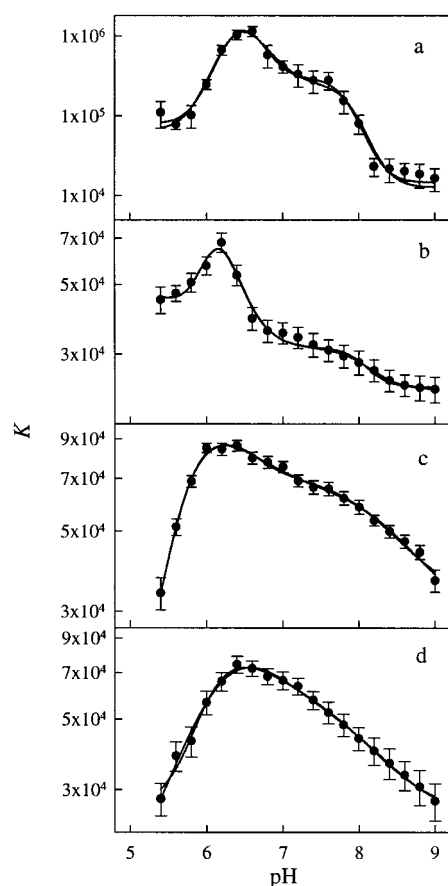 a
1x10⁶
1x10⁵
1x10⁴
b
7x10⁴
5x10⁴
3x10⁴
K
c
9x10⁴
7x10⁴
5x10⁴
3x10⁴
d
9x10⁴
7x10⁴
5x10⁴
3x10⁴
5 6 7 8 9
pH